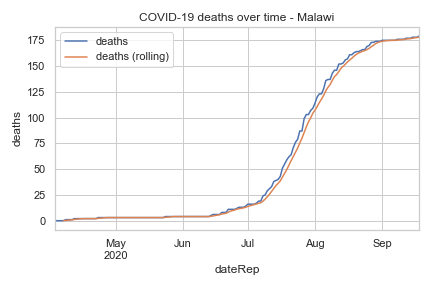 COVID-19 deaths over time - Malawi
deaths
deaths (rolling)
175
150
125
100
75
50
25
0
deaths
May
2020
Jun
Jul
Aug
Sep
dateRep